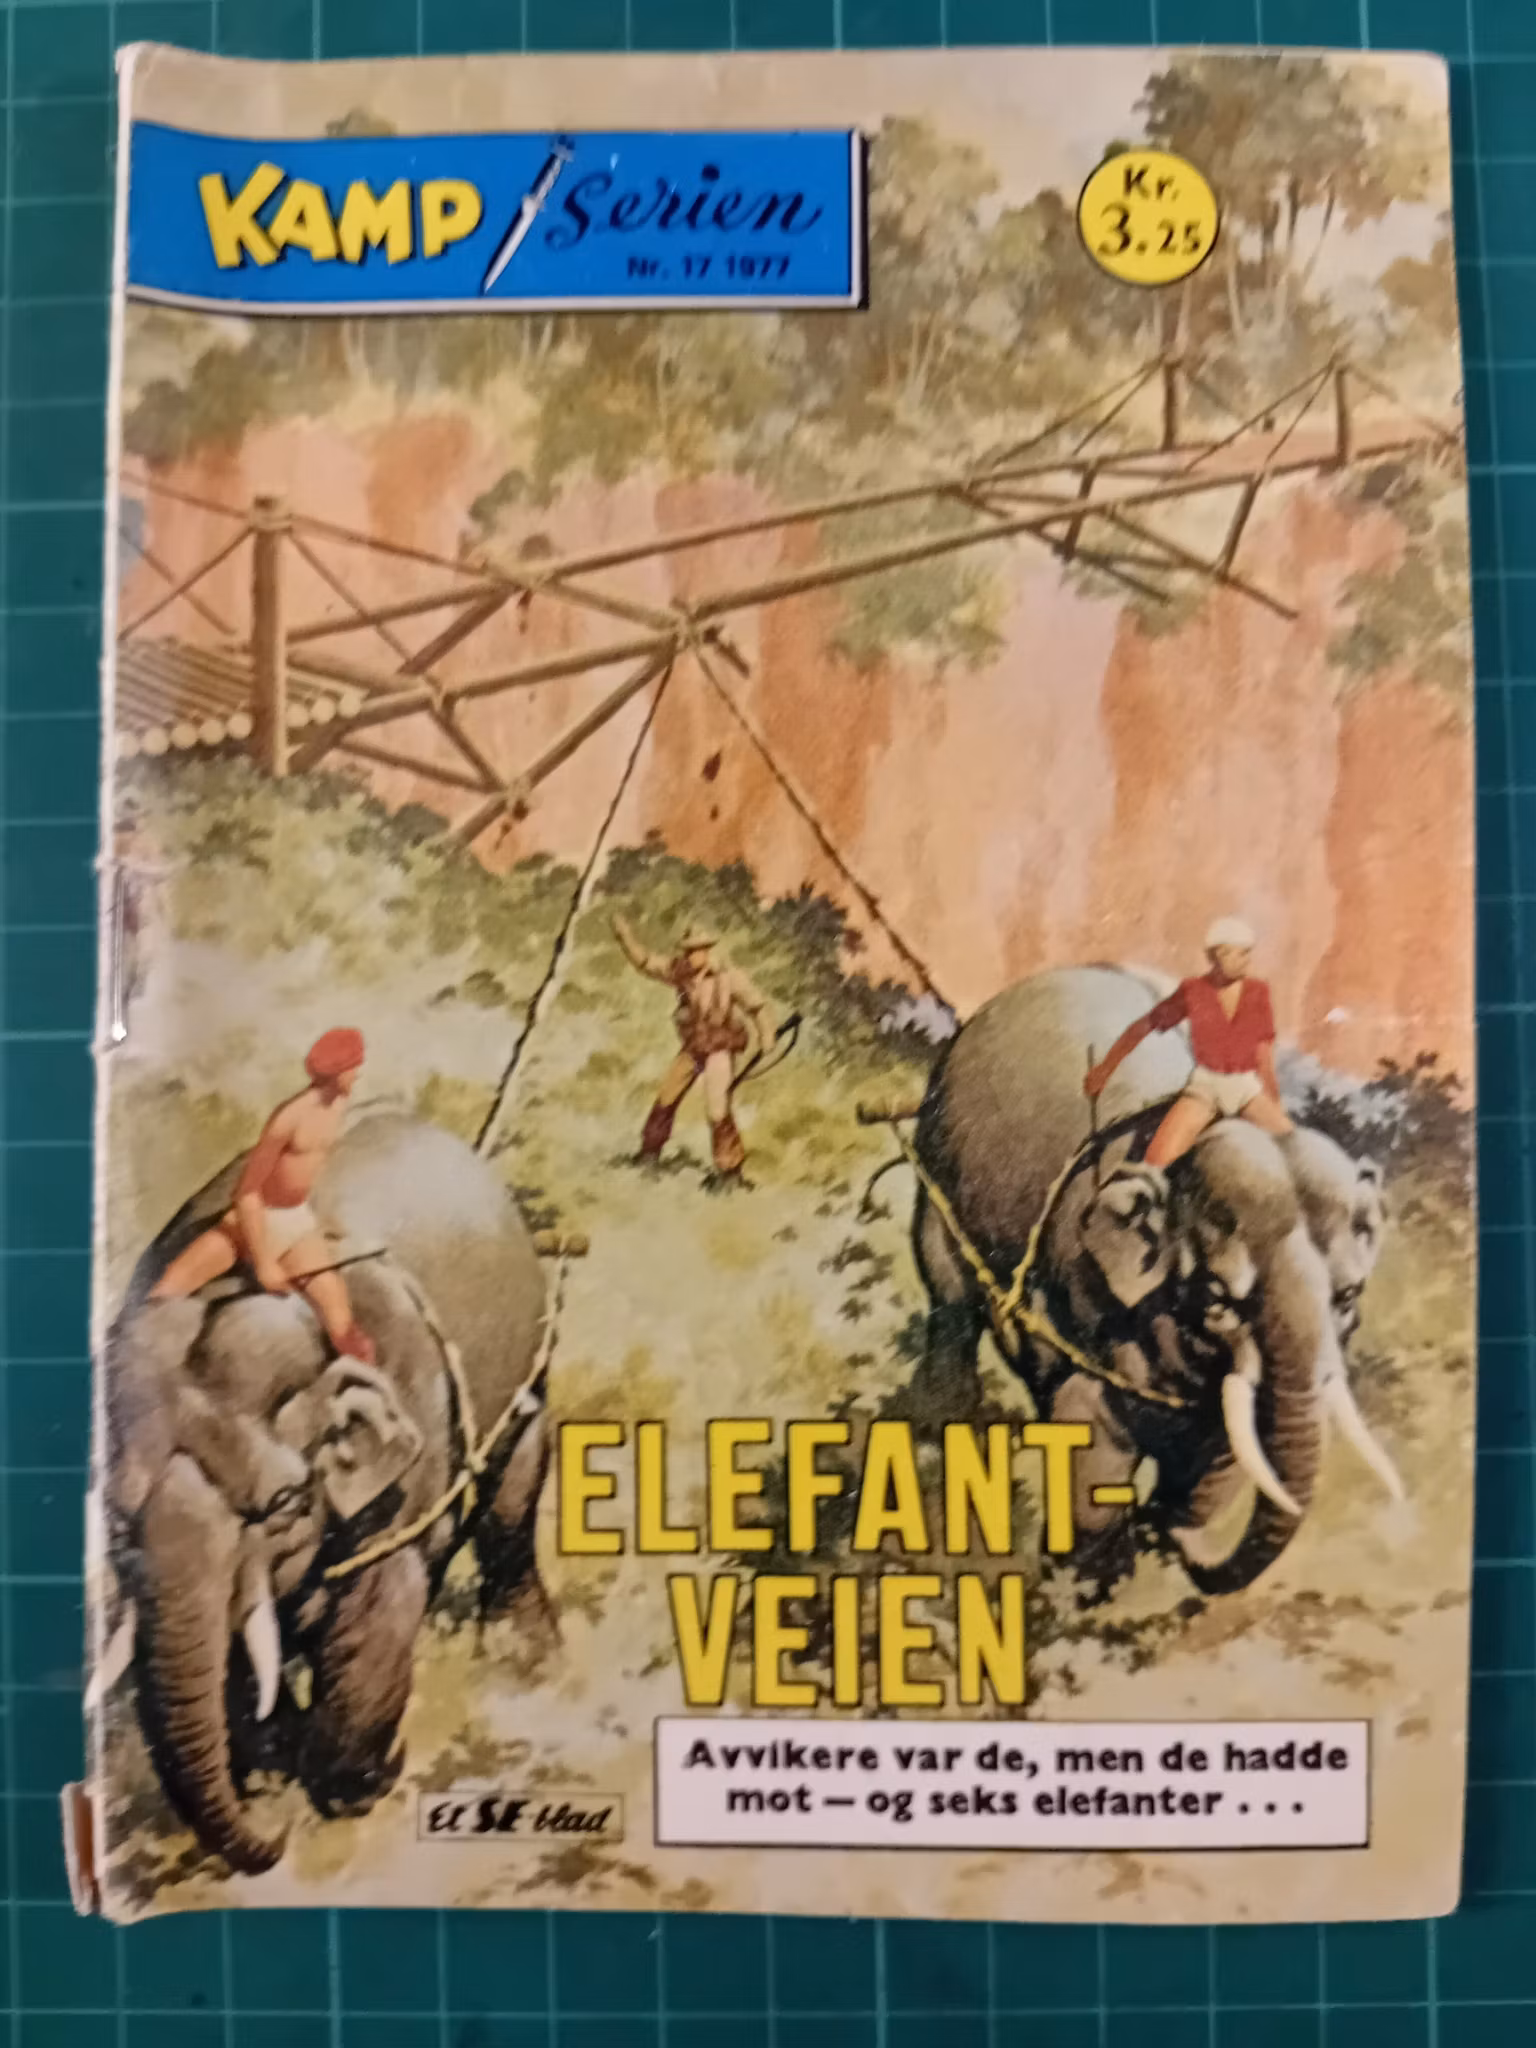 KAMP Serien
Nr. 17 1977
Kr.
3.25
ELEFANT-
VEIEN
Avvikere var de, men de hadde
mot — og seks elefanter . . .
Et SE-blad